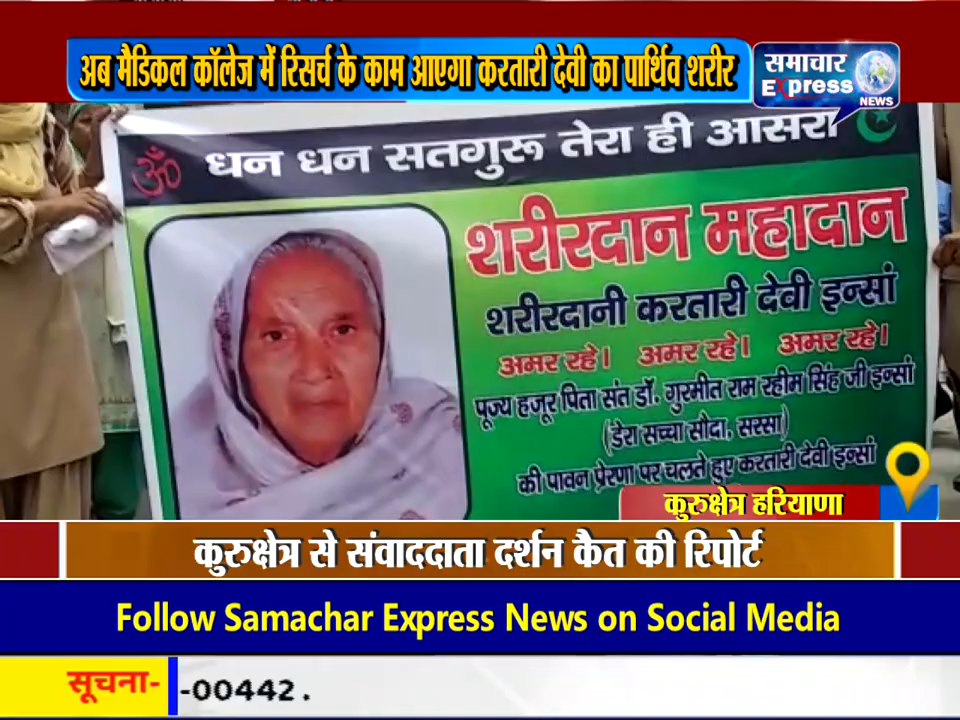 अब मैडिकल कॉलेज में रिसर्च के काम आएगा करतारी देवी का पार्थिव शरीर
समाचार
Express
NEWS
ॐ धन धन सतगुरू तेरा ही आसरा
शरीरदान महादान
शरीरदानी करतारी देवी इन्सां
अमर रहे। अमर रहे। अमर रहे।
पूज्य हजूर पिता संत डॉ. गुरमीत राम रहीम सिंह जी इन्सां
(डेरा सच्चा सौदा, सरसा)
की पावन प्रेरणा पर चलते हुए करतारी देवी इन्सां
कुरुक्षेत्र हरियाणा
कुरुक्षेत्र से संवाददाता दर्शन कैत की रिपोर्ट
Follow Samachar Express News on Social Media
सूचना-
-00442 .